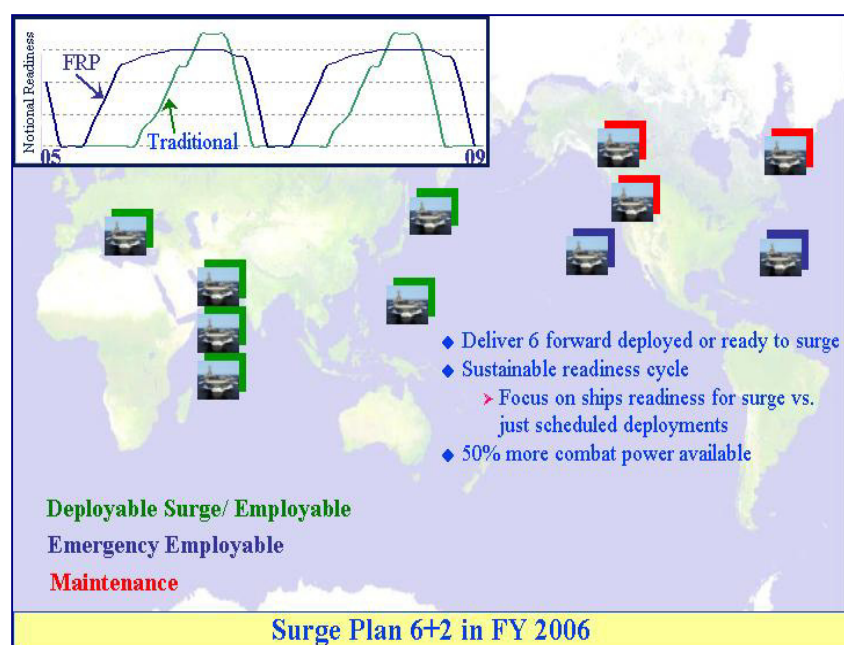 Notional Readiness
FRP
Traditional
05
09
Deliver 6 forward deployed or ready to surge
Sustainable readiness cycle
Focus on ships readiness for surge vs.
just scheduled deployments
50% more combat power available
Deployable Surge/ Employable
Emergency Employable
Maintenance
Surge Plan 6+2 in FY 2006